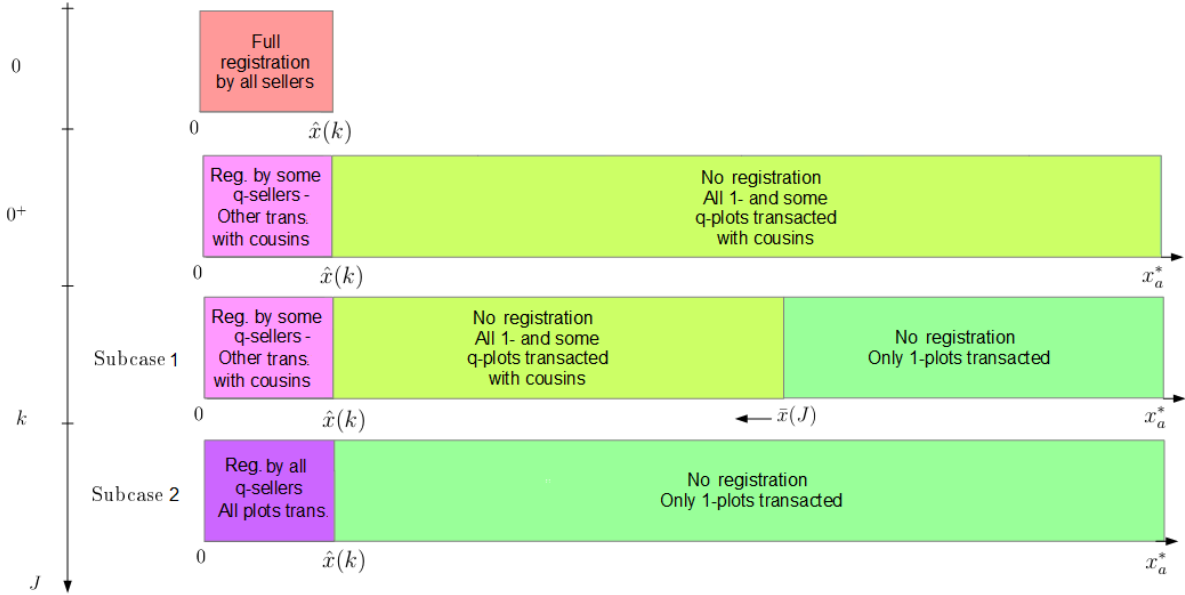 0
Full
registration
by all sellers
0
x̂(k)
0⁺
Reg. by some
q-sellers -
Other trans.
with cousins
No registration
All 1- and some
q-plots transacted
with cousins
0
x̂(k)
xₐ*
Subcase 1
Reg. by some
q-sellers -
Other trans.
with cousins
No registration
All 1- and some
q-plots transacted
with cousins
No registration
Only 1-plots transacted
0
x̂(k)
x̄(J)
xₐ*
k
Subcase 2
Reg. by all
q-sellers
All plots trans.
No registration
Only 1-plots transacted
0
x̂(k)
xₐ*
J